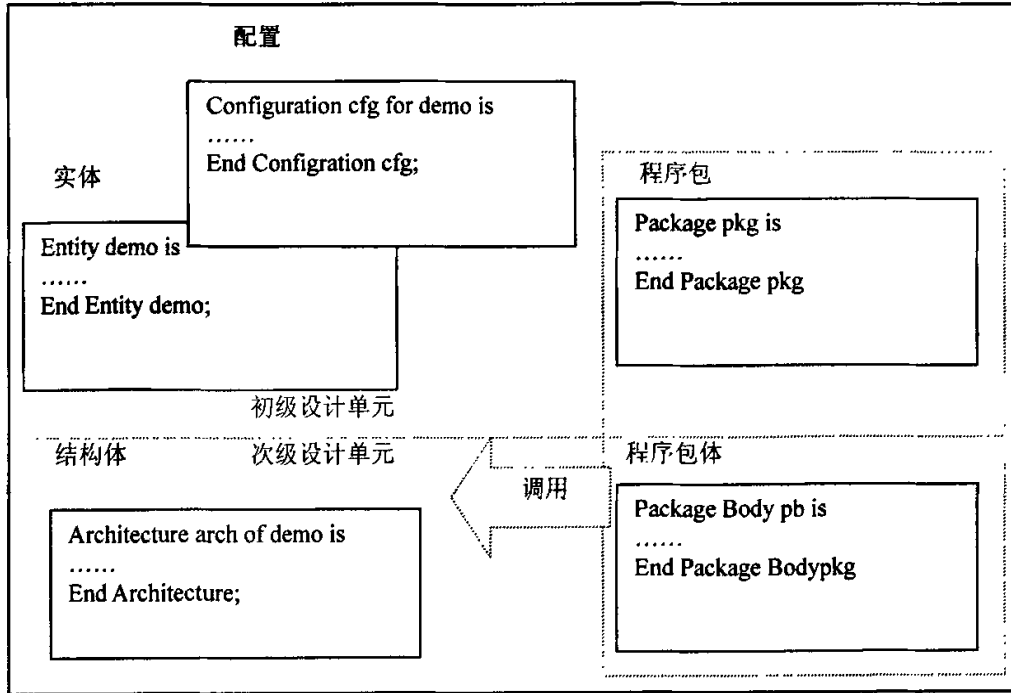 配置
Configuration cfg for demo is
......
End Configration cfg;
实体
Entity demo is
......
End Entity demo;
程序包
Package pkg is
......
End Package pkg
初级设计单元
结构体
次级设计单元
调用
程序包体
Architecture arch of demo is
......
End Architecture;
Package Body pb is
......
End Package Bodypkg